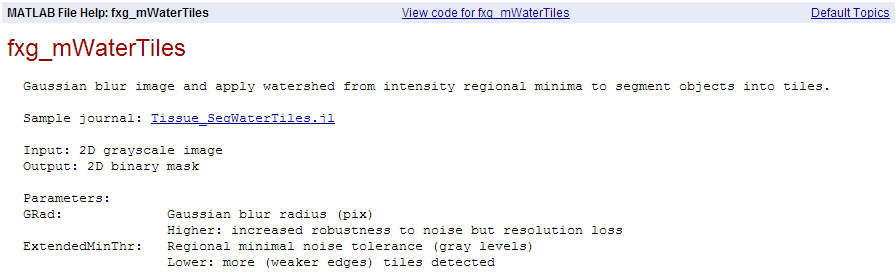 MATLAB File Help: fxg_mWaterTiles View code for fxg_mWaterTiles Default Topics
fxg_mWaterTiles
Gaussian blur image and apply watershed from intensity regional minima to segment objects into tiles.
Sample journal: Tissue_SegWaterTiles.jl
Input: 2D grayscale image
Output: 2D binary mask
Parameters:
GRad: Gaussian blur radius (pix)
Higher: increased robustness to noise but resolution loss
ExtendedMinThr: Regional minimal noise tolerance (gray levels)
Lower: more (weaker edges) tiles detected